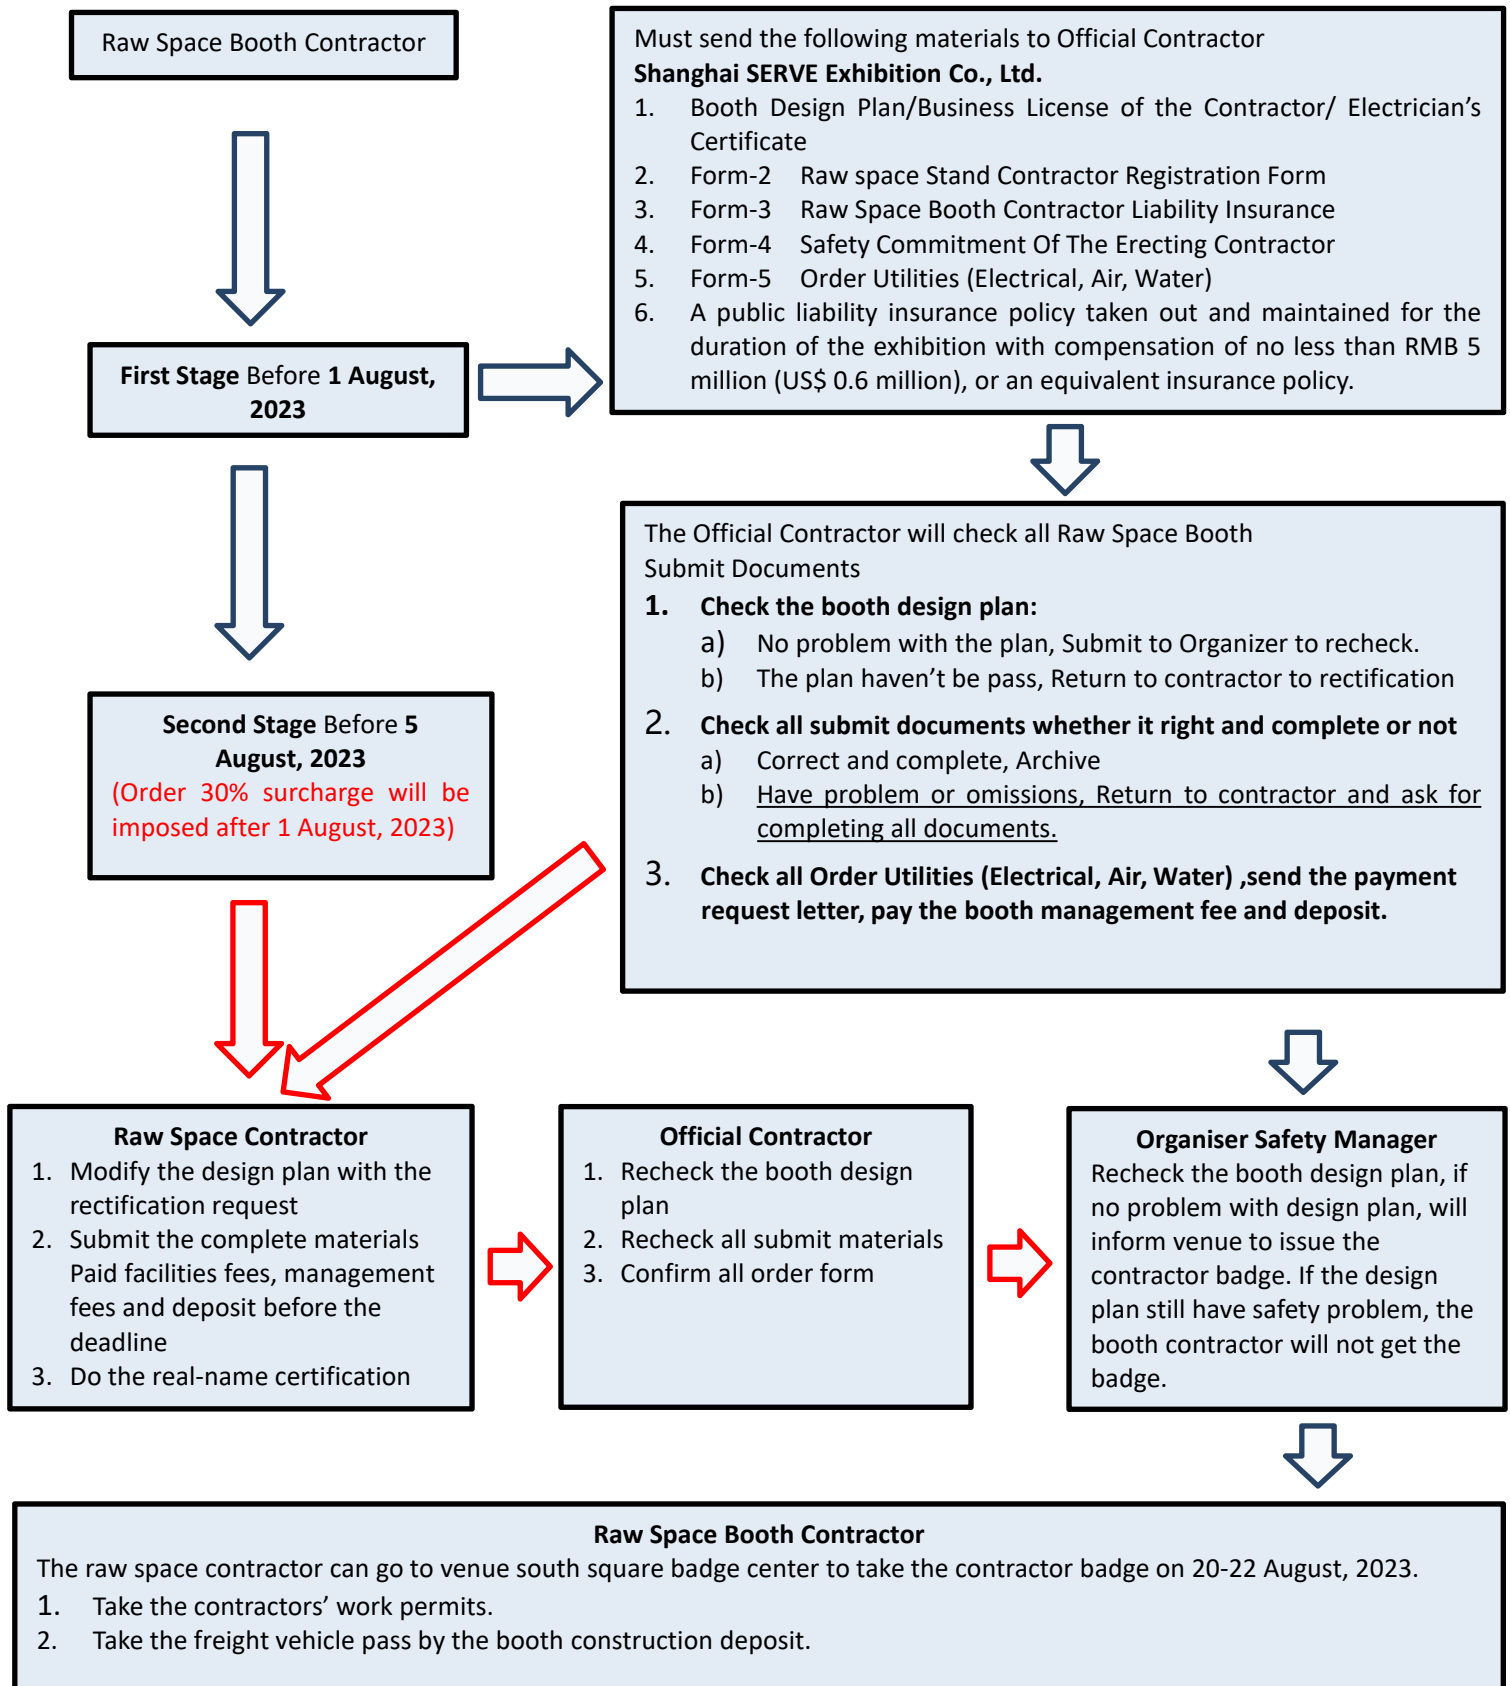 Raw Space Booth Contractor
Must send the following materials to Official Contractor
Shanghai SERVE Exhibition Co., Ltd.
1. Booth Design Plan/Business License of the Contractor/ Electrician’s
Certificate
2. Form-2 Raw space Stand Contractor Registration Form
3. Form-3 Raw Space Booth Contractor Liability Insurance
4. Form-4 Safety Commitment Of The Erecting Contractor
5. Form-5 Order Utilities (Electrical, Air, Water)
6. A public liability insurance policy taken out and maintained for the
duration of the exhibition with compensation of no less than RMB 5
million (US$ 0.6 million), or an equivalent insurance policy.
First Stage Before 1 August,
2023
The Official Contractor will check all Raw Space Booth
Submit Documents
1. Check the booth design plan:
a) No problem with the plan, Submit to Organizer to recheck.
b) The plan haven’t be pass, Return to contractor to rectification
2. Check all submit documents whether it right and complete or not
a) Correct and complete, Archive
b) Have problem or omissions, Return to contractor and ask for
completing all documents.
3. Check all Order Utilities (Electrical, Air, Water) ,send the payment
request letter, pay the booth management fee and deposit.
Second Stage Before 5
August, 2023
(Order 30% surcharge will be
imposed after 1 August, 2023)
Raw Space Contractor
1. Modify the design plan with the
rectification request
2. Submit the complete materials
Paid facilities fees, management
fees and deposit before the
deadline
3. Do the real-name certification
Official Contractor
1. Recheck the booth design
plan
2. Recheck all submit materials
3. Confirm all order form
Organiser Safety Manager
Recheck the booth design plan, if
no problem with design plan, will
inform venue to issue the
contractor badge. If the design
plan still have safety problem, the
booth contractor will not get the
badge.
Raw Space Booth Contractor
The raw space contractor can go to venue south square badge center to take the contractor badge on 20-22 August, 2023.
1. Take the contractors’ work permits.
2. Take the freight vehicle pass by the booth construction deposit.